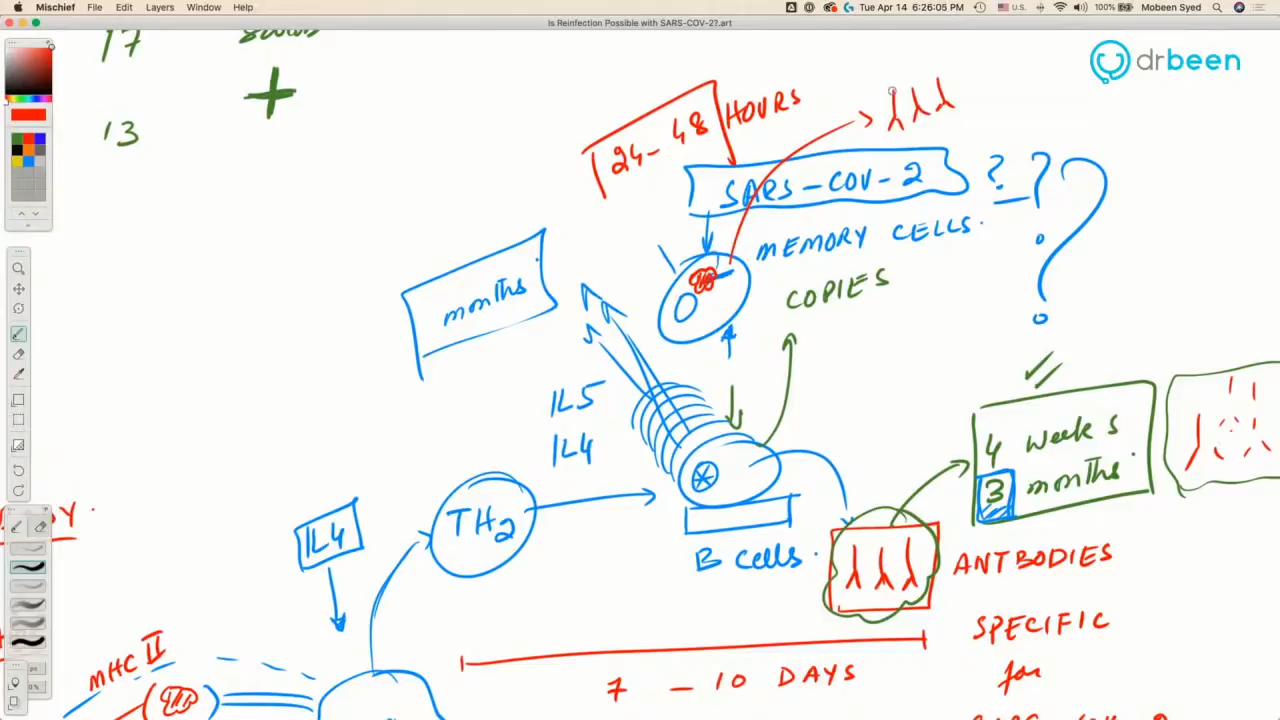 Mischief File Edit Layers Window Help
Tue Apr 14 6:26:05 PM Mobeen Syed
U.S.
100%
Is Reinfection Possible with SARS-COV-2?.art
drbeen
17
+
13
24-48 HOURS
SARS-COV-2 ? ?
MEMORY CELLS.
COPIES
months
IL5
IL4
4 weeks
3 months.
TH2
IL4
B cells.
ANTBODIES
SPECIFIC
for
7 - 10 DAYS
MHC II